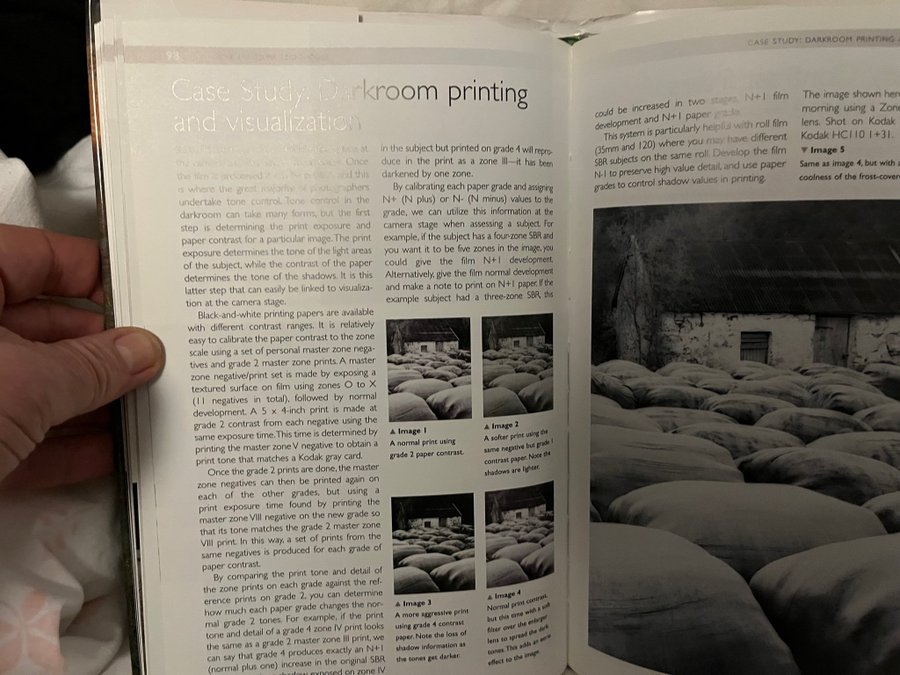 98
Case Study: Darkroom printing
and visualization
at
Once
the film is processed
is where the great majority of photographers
undertake tone control. Tone control in the
darkroom can take many forms, but the first
step is determining the print exposure and
paper contrast for a particular image. The print
exposure determines the tone of the light areas
of the subject, while the contrast of the paper
determines the tone of the shadows. It is this
latter step that can easily be linked to visualiza-
tion at the camera stage.
Black-and-white printing papers are available
with different contrast ranges. It is relatively
easy to calibrate the paper contrast to the zone
scale using a set of personal master zone nega-
tives and grade 2 master zone prints. A master
zone negative/print set is made by exposing a
textured surface on film using zones O to X
(11 negatives in total), followed by normal
development. A 5 x 4-inch print is made at
grade 2 contrast from each negative using the
same exposure time. This time is determined by
printing the master zone V negative to obtain a
print tone that matches a Kodak gray card.
Once the grade 2 prints are done, the master
zone negatives can then be printed again on
each of the other grades, but using a
print exposure time found by printing the
master zone VIII negative on the new grade so
that its tone matches the grade 2 master zone
VIII print. In this way, a set of prints from the
same negatives is produced for each grade of
paper contrast.
By comparing the print tone and detail of
the zone prints on each grade against the ref-
erence prints on grade 2, you can determine
how much each paper grade changes the nor-
mal grade 2 tones. For example, if the print
tone and detail of a grade 4 zone IV print looks
the same as a grade 2 master zone III print, we
can say that grade 4 produces exactly an N+1
(normal plus one) increase in the original SBR
shadow exposed on zone IV
in the subject but printed on grade 4 will repro-
duce in the print as a zone III—it has been
darkened by one zone.
By calibrating each paper grade and assigning
N+ (N plus) or N- (N minus) values to the
grade, we can utilize this information at the
camera stage when assessing a subject. For
example, if the subject has a four-zone SBR and
you want it to be five zones in the image, you
could give the film N+1 development.
Alternatively, give the film normal development
and make a note to print on N+1 paper. If the
example subject had a three-zone SBR, this
▲ Image 1
A normal print using
grade 2 paper contrast.
▲ Image 2
A softer print using the
same negative but grade 1
contrast paper. Note the
shadows are lighter.
▲ Image 3
A more aggressive print
using grade 4 contrast
paper. Note the loss of
shadow information as
the tones get darker.
▲ Image 4
Normal print contrast,
but this time with a soft
filter over the enlarger
lens to spread the dark
tones. This adds an eerie
effect to the image.
CASE STUDY: DARKROOM PRINTING
could be increased in two stages, N+1 film
development and N+1 paper grade.
This system is particularly helpful with roll film
(35mm and 120) where you may have different
SBR subjects on the same roll. Develop the film
N-1 to preserve high value detail, and use paper
grades to control shadow values in printing.
The image shown here
morning using a Zone
lens. Shot on Kodak
Kodak HC110 1+31.
▼ Image 5
Same as image 4, but with a
coolness of the frost-cover